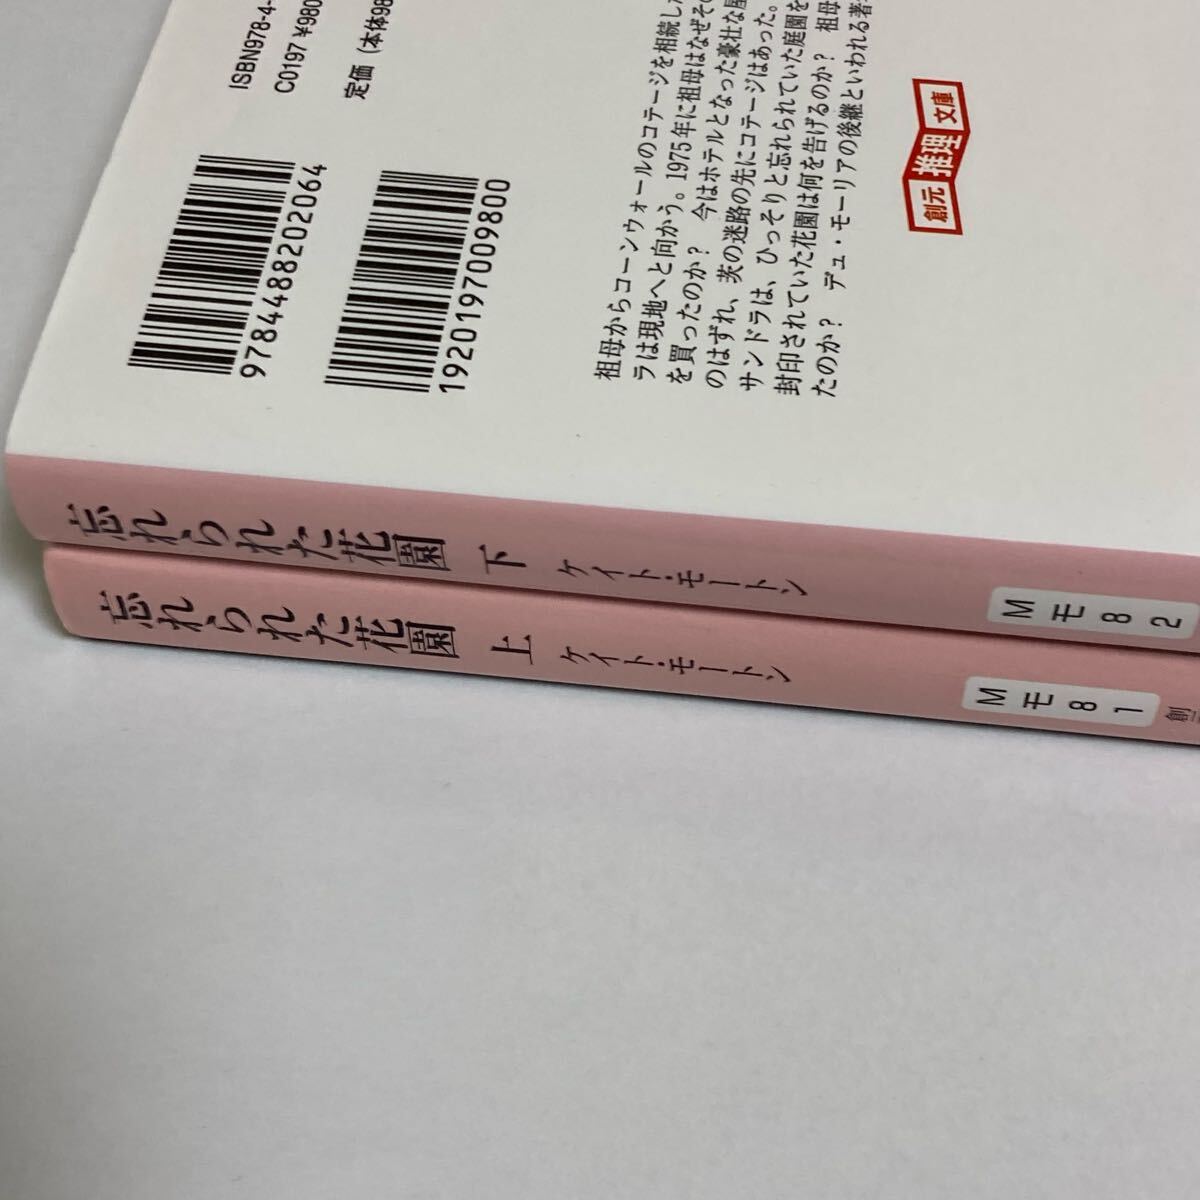 ISBN978-4-
C0197 ¥980
定価(本体98
9784488202064
1920197009800
祖母からコーンウォールのコテージを相続した
ラは現地へと向かう。1975年に祖母はなぜその
を買ったのか? 今はホテルとなった豪壮な屋
のはずれ、茨の迷路の先にコテージはあった。
サンドラは、ひっそりと忘れられていた庭園を
封印されていた花園は何を告げるのか? 祖母
たのか? デュ・モーリアの後継といわれる著者
創元
推理
文庫
忘れられた花園 下 ケイト・モートン
Mモ82
忘れられた花園 上 ケイト・モートン
Mモ81
創